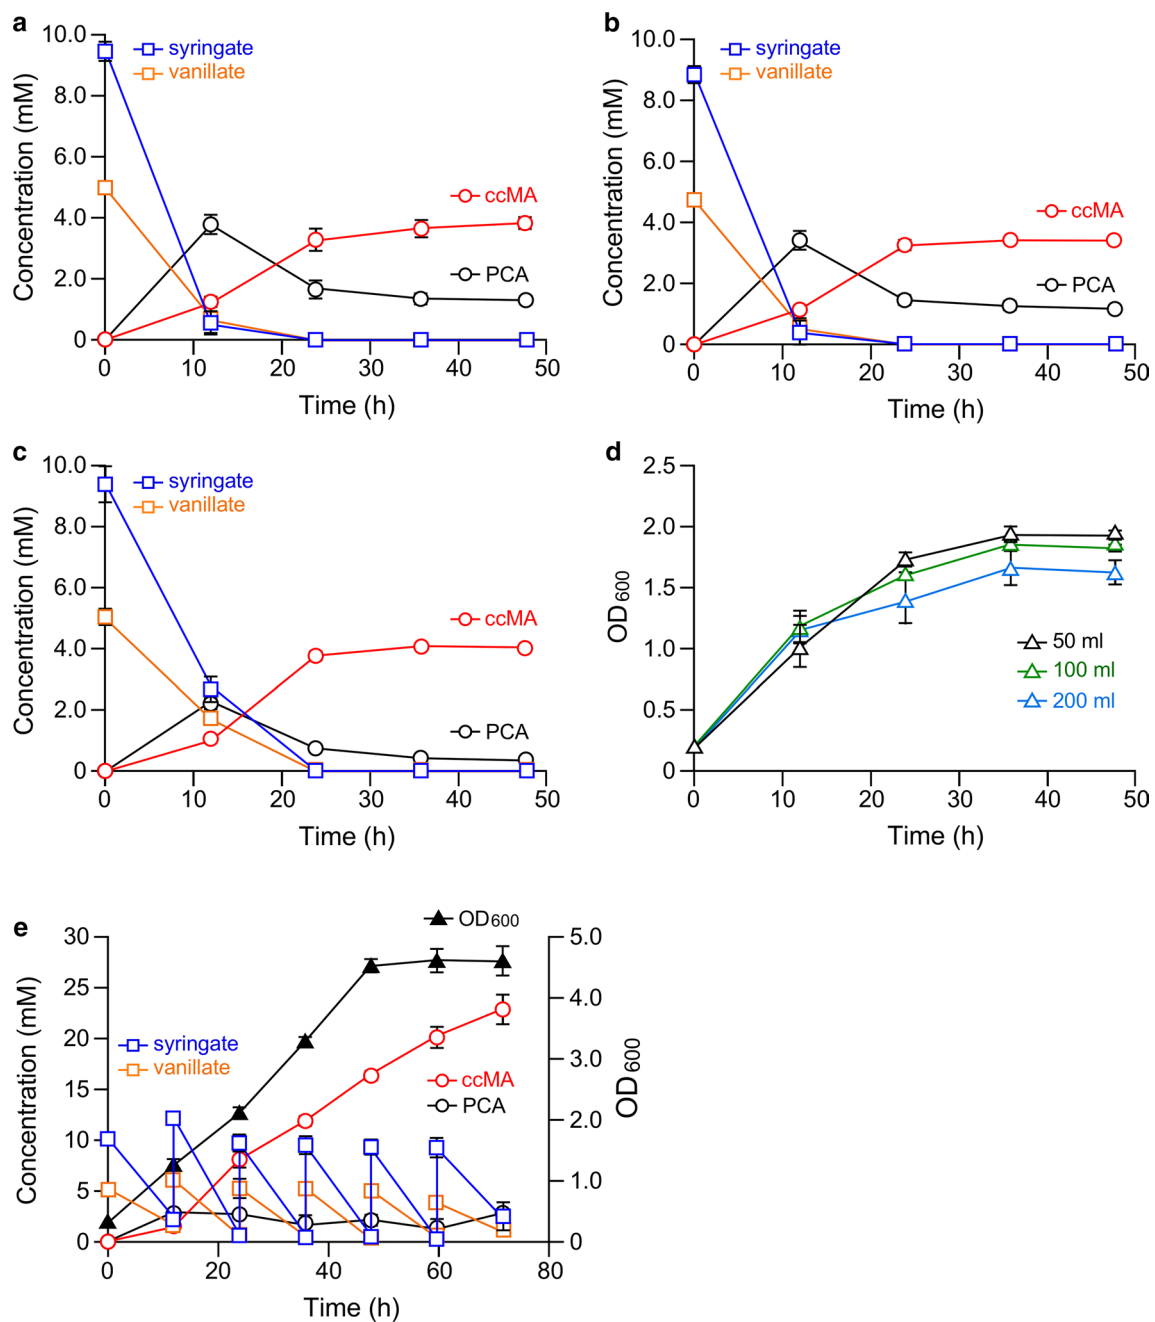 a
10.0
8.0
6.0
4.0
2.0
0
Concentration (mM)
syringate
vanillate
ccMA
PCA
0 10 20 30 40 50
Time (h)
b
10.0
8.0
6.0
4.0
2.0
0
Concentration (mM)
syringate
vanillate
ccMA
PCA
0 10 20 30 40 50
Time (h)
c
10.0
8.0
6.0
4.0
2.0
0
Concentration (mM)
syringate
vanillate
ccMA
PCA
0 10 20 30 40 50
Time (h)
d
2.5
2.0
1.5
1.0
0.5
0
OD600
50 ml
100 ml
200 ml
0 10 20 30 40 50
Time (h)
e
30
25
20
15
10
5
0
Concentration (mM)
OD600
syringate
vanillate
ccMA
PCA
5.0
4.0
3.0
2.0
1.0
0
OD600
0 20 40 60 80
Time (h)